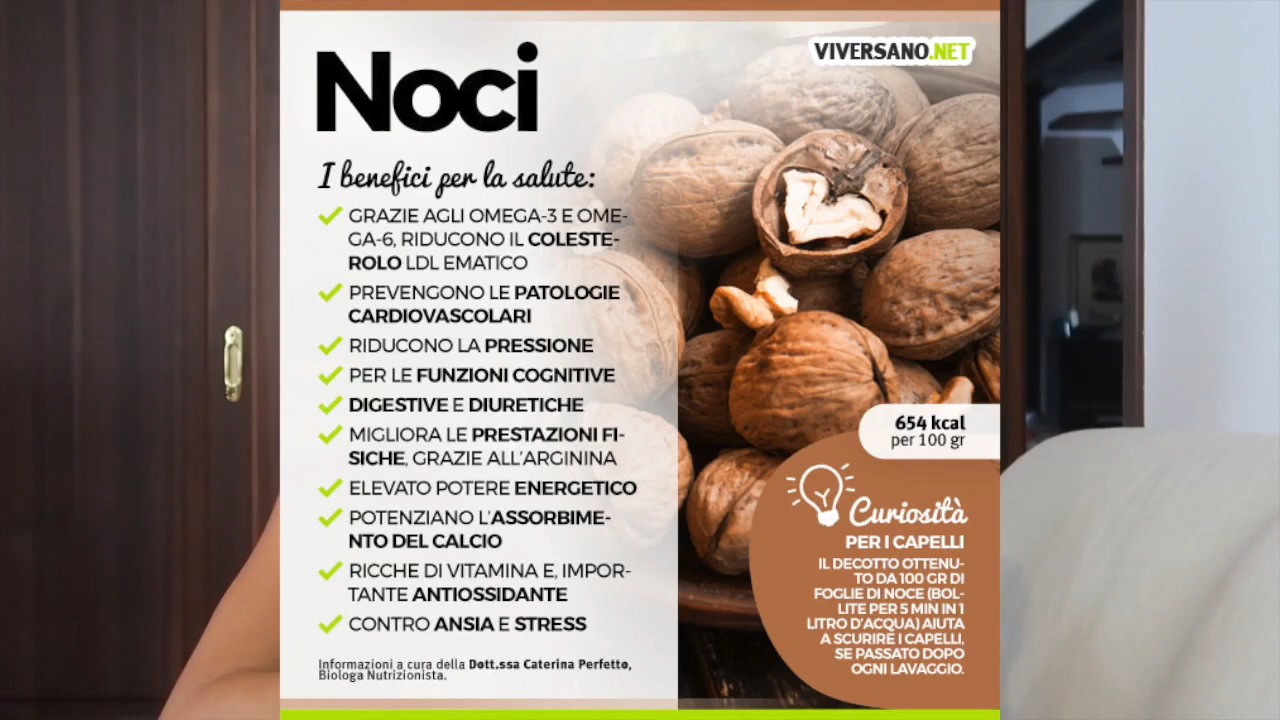 VIVERSANO.NET
Noci
I benefici per la salute:
GRAZIE AGLI OMEGA-3 E OME-
GA-6, RIDUCONO IL COLESTE-
ROLO LDL EMATICO
PREVENGONO LE PATOLOGIE
CARDIOVASCOLARI
RIDUCONO LA PRESSIONE
PER LE FUNZIONI COGNITIVE
DIGESTIVE E DIURETICHE
MIGLIORA LE PRESTAZIONI FI-
SICHE, GRAZIE ALL'ARGININA
ELEVATO POTERE ENERGETICO
POTENZIANO L'ASSORBIME-
NTO DEL CALCIO
RICCHE DI VITAMINA E, IMPOR-
TANTE ANTIOSSIDANTE
CONTRO ANSIA E STRESS
Informazioni a cura della Dott.ssa Caterina Perfetto,
Biologa Nutrizionista.
654 kcal
per 100 gr
Curiosità
PER I CAPELLI
IL DECOTTO OTTENU-
TO DA 100 GR DI
FOGLIE DI NOCE (BOL-
LITE PER 5 MIN IN 1
LITRO D'ACQUA) AIUTA
A SCURIRE I CAPELLI,
SE PASSATO DOPO
OGNI LAVAGGIO.